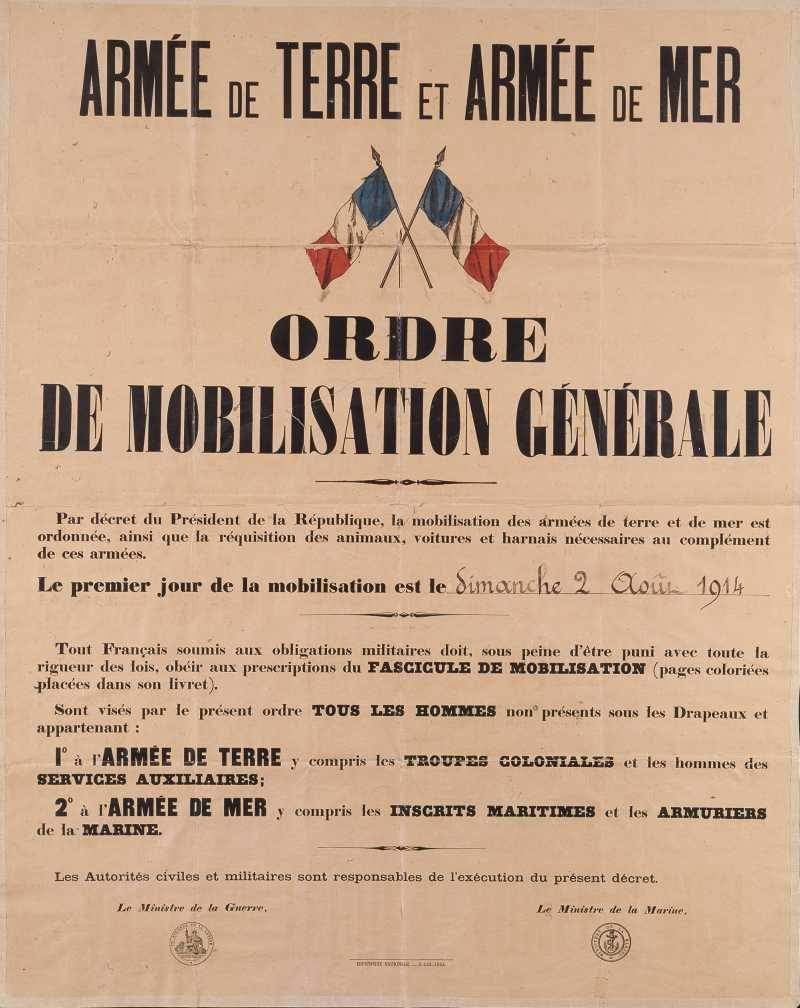 ARMÉE DE TERRE ET ARMÉE DE MER
ORDRE
DE MOBILISATION GÉNÉRALE
Par décret du Président de la République, la mobilisation des armées de terre et de mer est
ordonnée, ainsi que la réquisition des animaux, voitures et harnais nécessaires au complément
de ces armées.
Le premier jour de la mobilisation est le dimanche 2 Août 1914
Tout Français soumis aux obligations militaires doit, sous peine d'être puni avec toute la
rigueur des lois, obéir aux prescriptions du FASCICULE DE MOBILISATION (pages coloriées
placées dans son livret).
Sont visés par le présent ordre TOUS LES HOMMES non présents sous les Drapeaux et
appartenant :
1° à l'ARMÉE DE TERRE y compris les TROUPES COLONIALES et les hommes des
SERVICES AUXILIAIRES;
2° à l'ARMÉE DE MER y compris les INSCRITS MARITIMES et les ARMURIERS
de la MARINE.
Les Autorités civiles et militaires sont responsables de l'exécution du présent décret.
Le Ministre de la Guerre,
Le Ministre de la Marine,
IMPRIMERIE NATIONALE